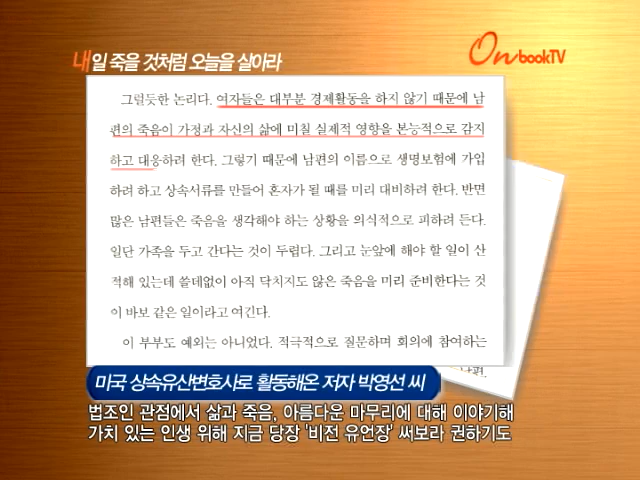 내일 죽을 것처럼 오늘을 살아라
On bookTV
그럴듯한 논리다. 여자들은 대부분 경제활동을 하지 않기 때문에 남
편의 죽음이 가정과 자신의 삶에 미칠 실제적 영향을 본능적으로 감지
하고 대응하려 한다. 그렇기 때문에 남편의 이름으로 생명보험에 가입
하려 하고 상속서류를 만들어 혼자가 될 때를 미리 대비하려 한다. 반면
많은 남편들은 죽음을 생각해야 하는 상황을 의식적으로 피하려 든다.
일단 가족을 두고 간다는 것이 두렵다. 그리고 눈앞에 해야 할 일이 산
적해 있는데 쓸데없이 아직 닥치지도 않은 죽음을 미리 준비한다는 것
이 바보 같은 일이라고 여긴다.
이 부부도 예외는 아니었다. 적극적으로 질문하며 회의에 참여하는
남편.
미국 상속유산변호사로 활동해온 저자 박영선 씨
법조인 관점에서 삶과 죽음, 아름다운 마무리에 대해 이야기해
가치 있는 인생 위해 지금 당장 '비전 유언장' 써보라 권하기도